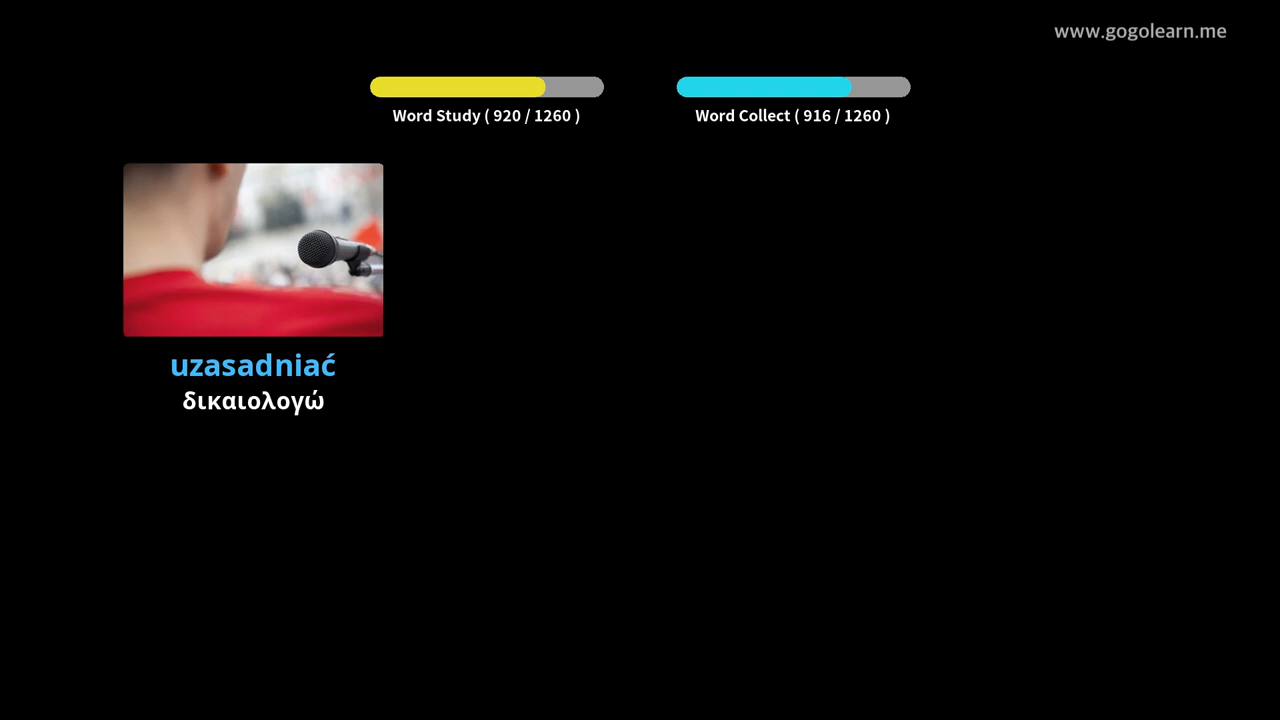 www.gogolearn.me
Word Study ( 920 / 1260 )
Word Collect ( 916 / 1260 )
uzasadniać
δικαιολογώ